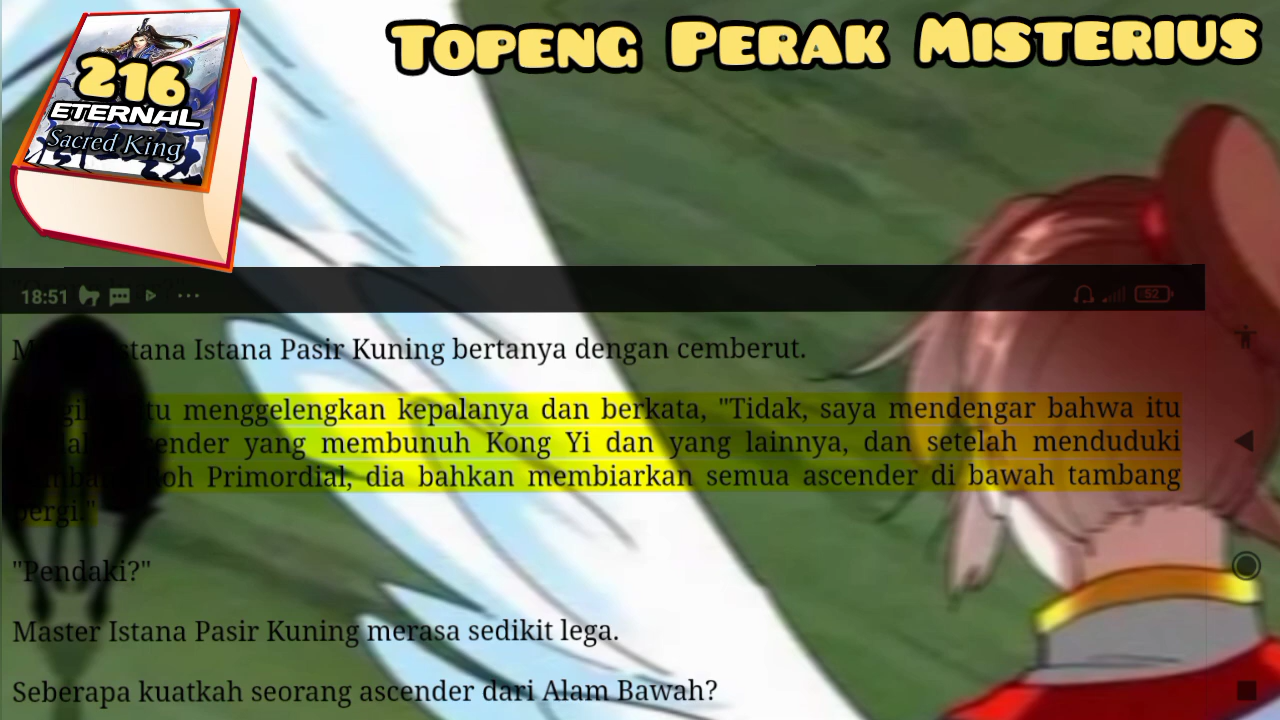 TOPENG PERAK MISTERIUS
216
ETERNAL
Sacred King
18:51
52
Istana Pasir Kuning bertanya dengan cemberut.
menggelengkan kepalanya dan berkata, "Tidak, saya mendengar bahwa itu
yang membunuh Kong Yi dan yang lainnya, dan setelah menduduki
Primordial, dia bahkan membiarkan semua ascender di bawah tambang
pergi."
"Pendaki?"
Master Istana Pasir Kuning merasa sedikit lega.
Seberapa kuatkah seorang ascender dari Alam Bawah?